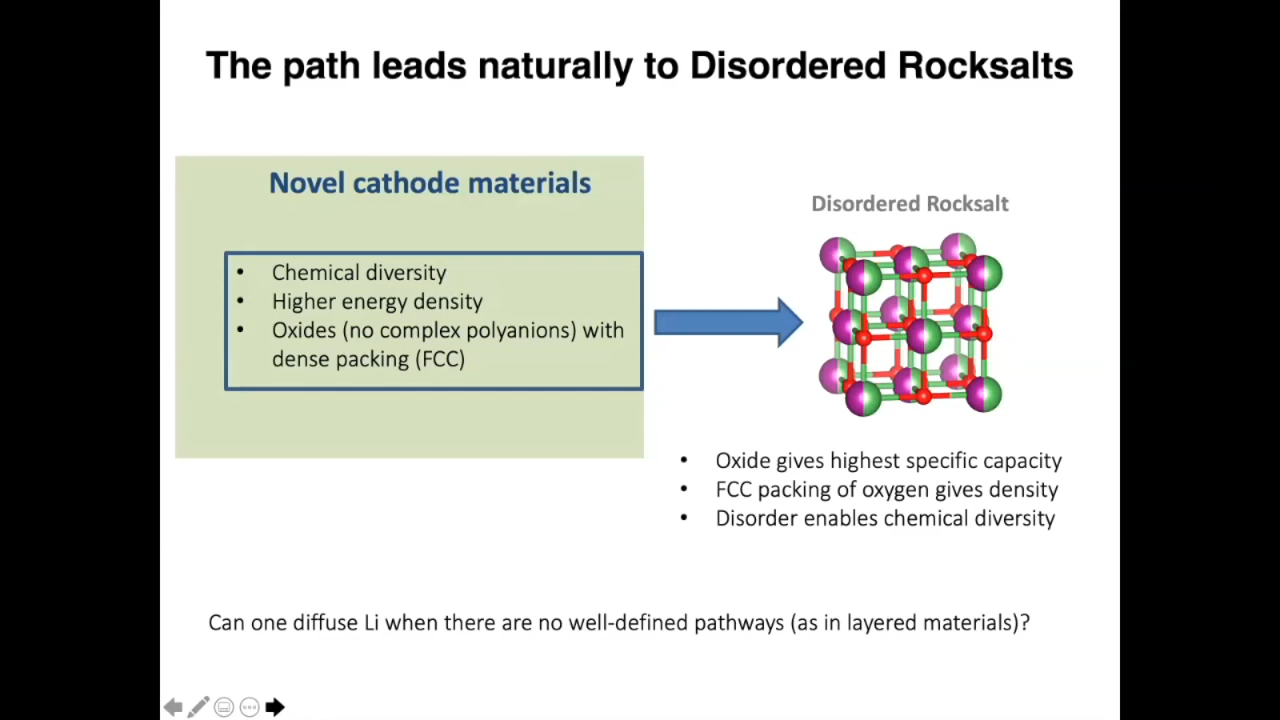 The path leads naturally to Disordered Rocksalts
Novel cathode materials
• Chemical diversity
• Higher energy density
• Oxides (no complex polyanions) with
dense packing (FCC)
Disordered Rocksalt
• Oxide gives highest specific capacity
• FCC packing of oxygen gives density
• Disorder enables chemical diversity
Can one diffuse Li when there are no well-defined pathways (as in layered materials)?